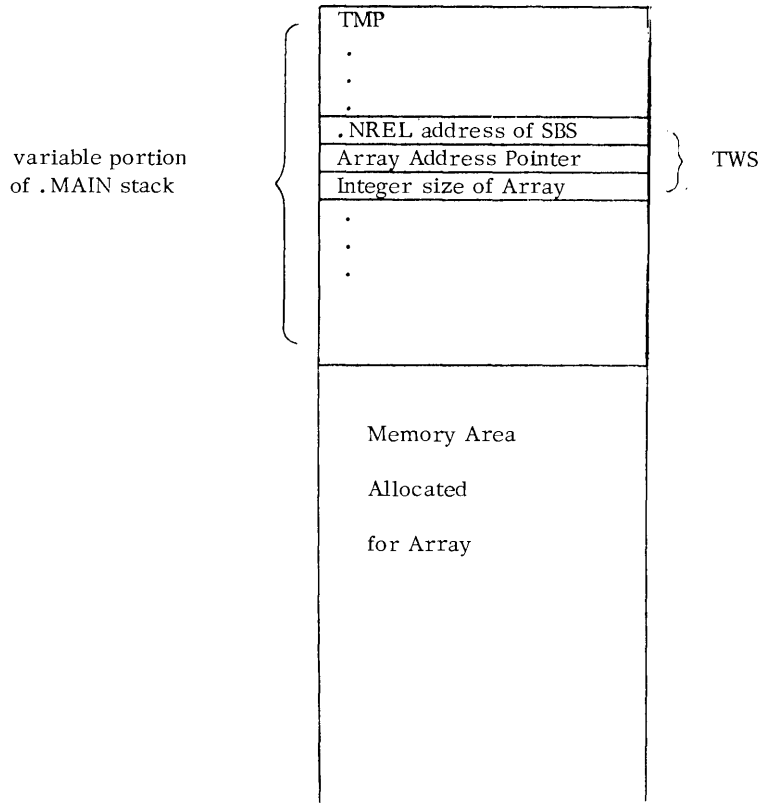 TMP
.
.
.
.NREL address of SBS
Array Address Pointer
Integer size of Array
TWS
variable portion
of .MAIN stack
.
.
.
Memory Area
Allocated
for Array